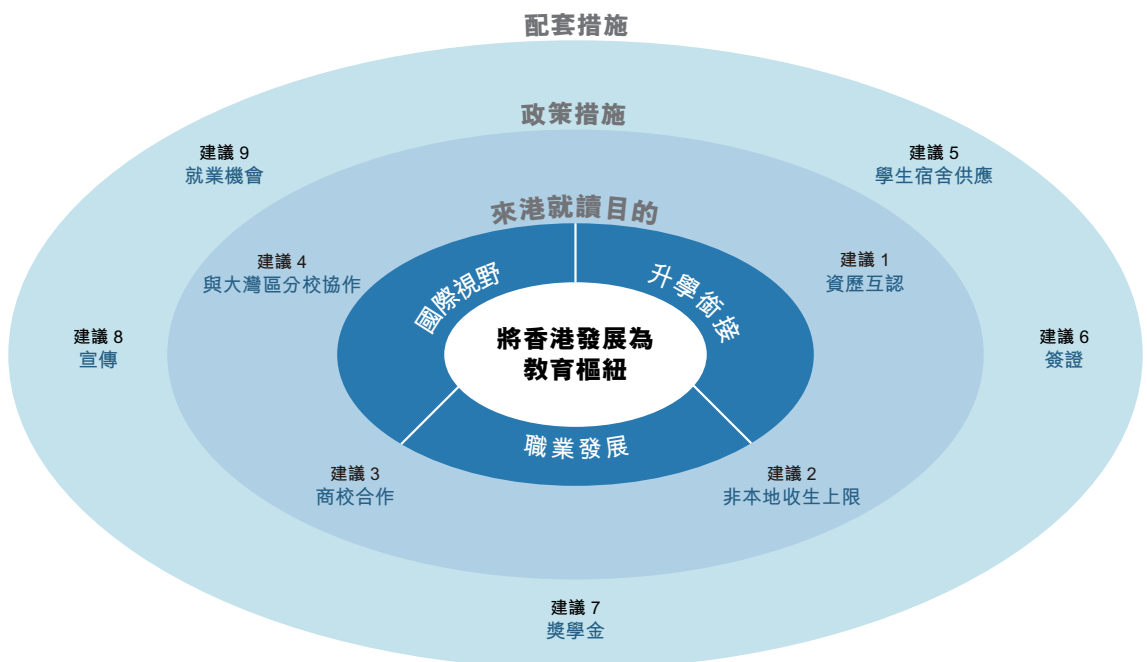 配套措施
政策措施
建議 9
就業機會
建議 5
學生宿舍供應
來港就讀目的
建議 4
與大灣區分校協作
國際視野
升學銜接
建議 1
資歷互認
將香港發展為
教育樞紐
建議 8
宣傳
建議 6
簽證
職業發展
建議 3
商校合作
建議 2
非本地收生上限
建議 7
獎學金